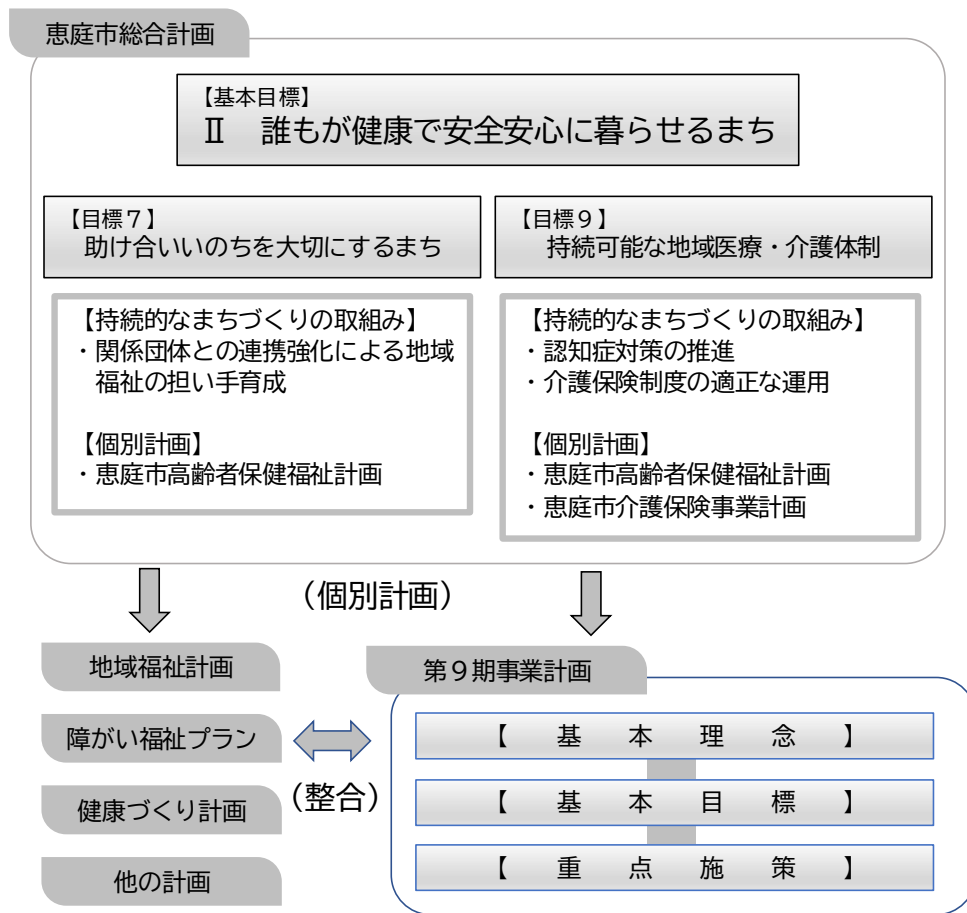 恵庭市総合計画
【基本目標】
Ⅱ　誰もが健康で安全安心に暮らせるまち
【目標７】
助け合いいのちを大切にするまち
【持続的なまちづくりの取組み】
・関係団体との連携強化による地域
福祉の担い手育成
【個別計画】
・恵庭市高齢者保健福祉計画
【目標９】
持続可能な地域医療・介護体制
【持続的なまちづくりの取組み】
・認知症対策の推進
・介護保険制度の適正な運用
【個別計画】
・恵庭市高齢者保健福祉計画
・恵庭市介護保険事業計画
（個別計画）
地域福祉計画
障がい福祉プラン
健康づくり計画
他の計画
（整合）
第９期事業計画
【　基　本　理　念　】
【　基　本　目　標　】
【　重　点　施　策　】